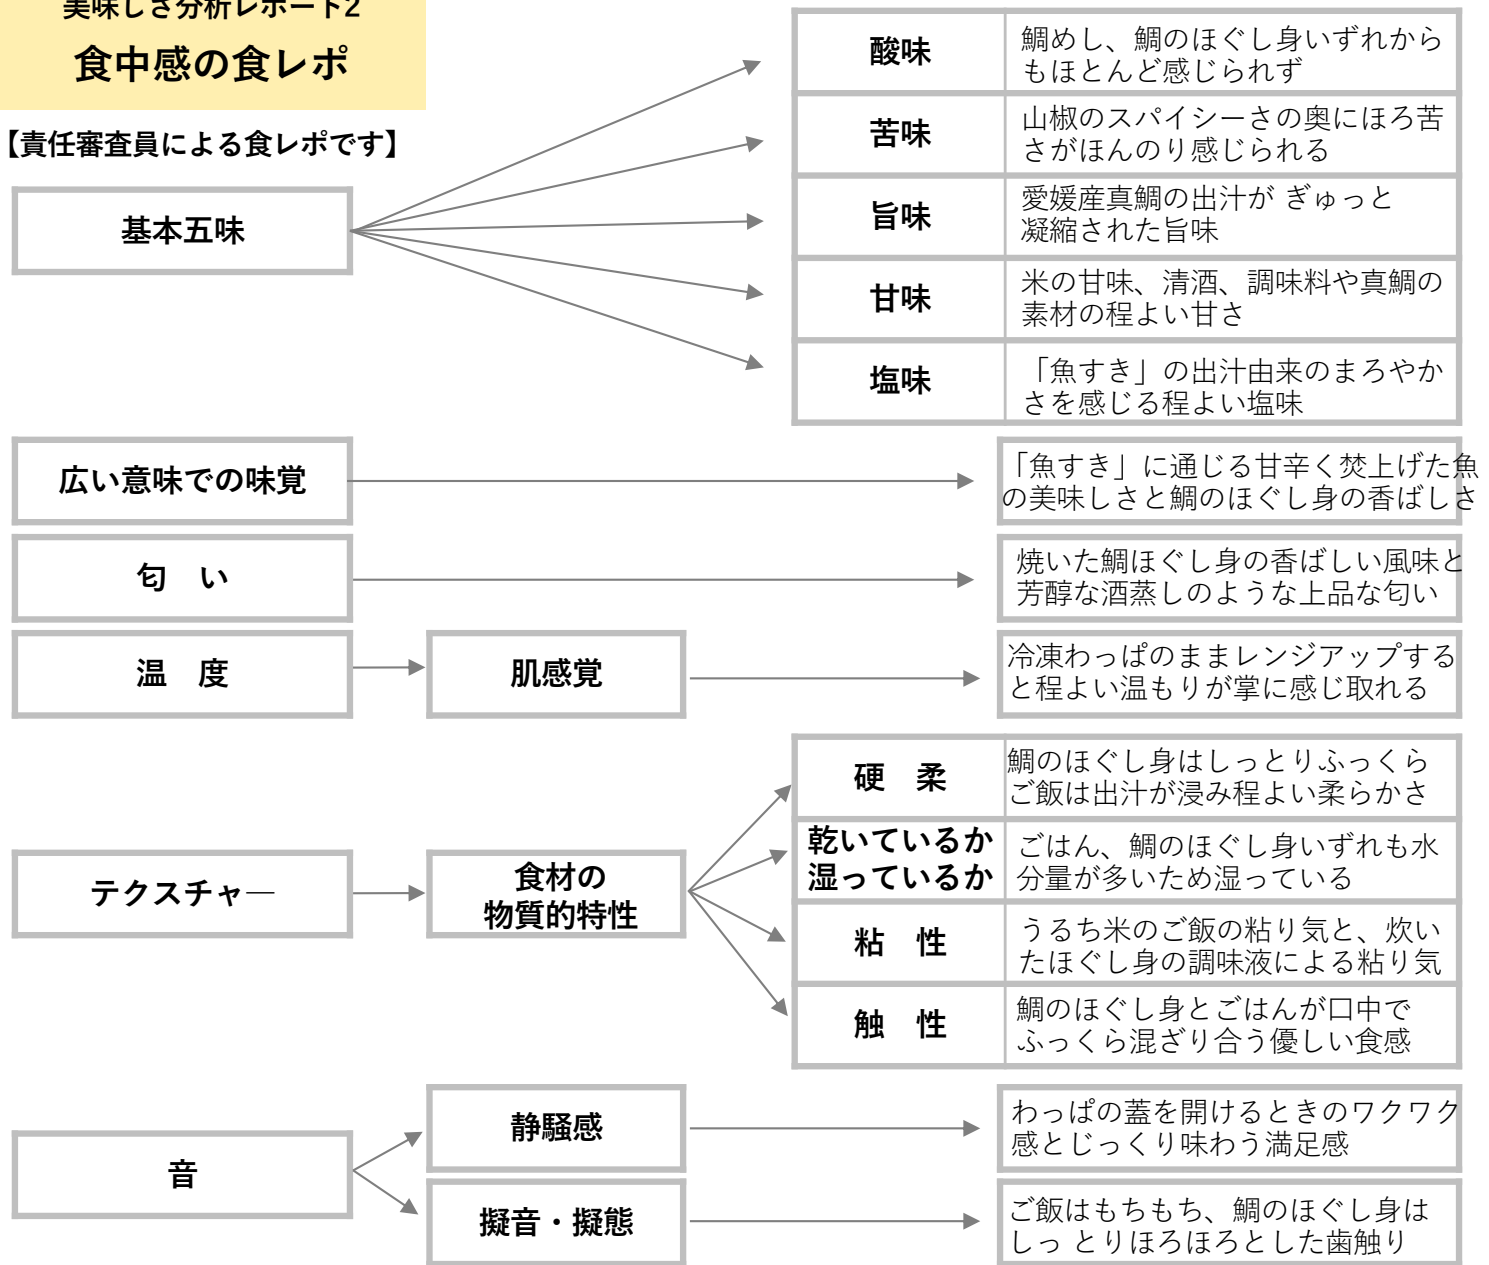 美味しさ分析レポート2
食中感の食レポ
【責任審査員による食レポです】
基本五味
酸味
鯛めし、鯛のほぐし身いずれから
もほとんど感じられず
苦味
山椒のスパイシーさの奥にほろ苦
さがほんのり感じられる
旨味
愛媛産真鯛の出汁が ぎゅっと
凝縮された旨味
甘味
米の甘味、清酒、調味料や真鯛の
素材の程よい甘さ
塩味
「魚すき」の出汁由来のまろやか
さを感じる程よい塩味
広い意味での味覚
「魚すき」に通じる甘辛く焚上げた魚
の美味しさと鯛のほぐし身の香ばしさ
匂　い
焼いた鯛ほぐし身の香ばしい風味と
芳醇な酒蒸しのような上品な匂い
温　度
肌感覚
冷凍わっぱのままレンジアップする
と程よい温もりが掌に感じ取れる
テクスチャ―
食材の
物質的特性
硬　柔
鯛のほぐし身はしっとりふっくら
ご飯は出汁が浸み程よい柔らかさ
乾いているか
湿っているか
ごはん、鯛のほぐし身いずれも水
分量が多いため湿っている
粘　性
うるち米のご飯の粘り気と、炊い
たほぐし身の調味液による粘り気
触　性
鯛のほぐし身とごはんが口中で
ふっくら混ざり合う優しい食感
音
静騒感
わっぱの蓋を開けるときのワクワク
感とじっくり味わう満足感
擬音・擬態
ご飯はもちもち、鯛のほぐし身は
しっ とりほろほろとした歯触り